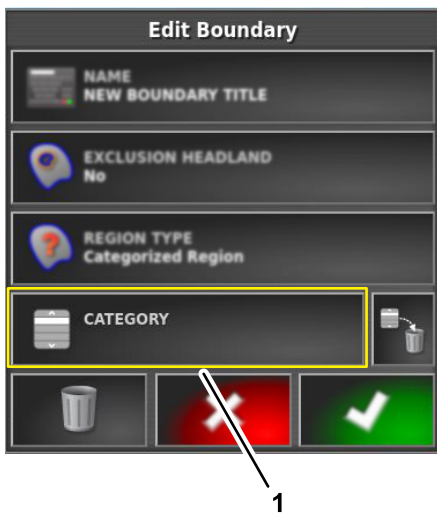 Edit Boundary
NAME
NEW BOUNDARY TITLE
EXCLUSION HEADLAND
No
REGION TYPE
Categorized Region
CATEGORY
1